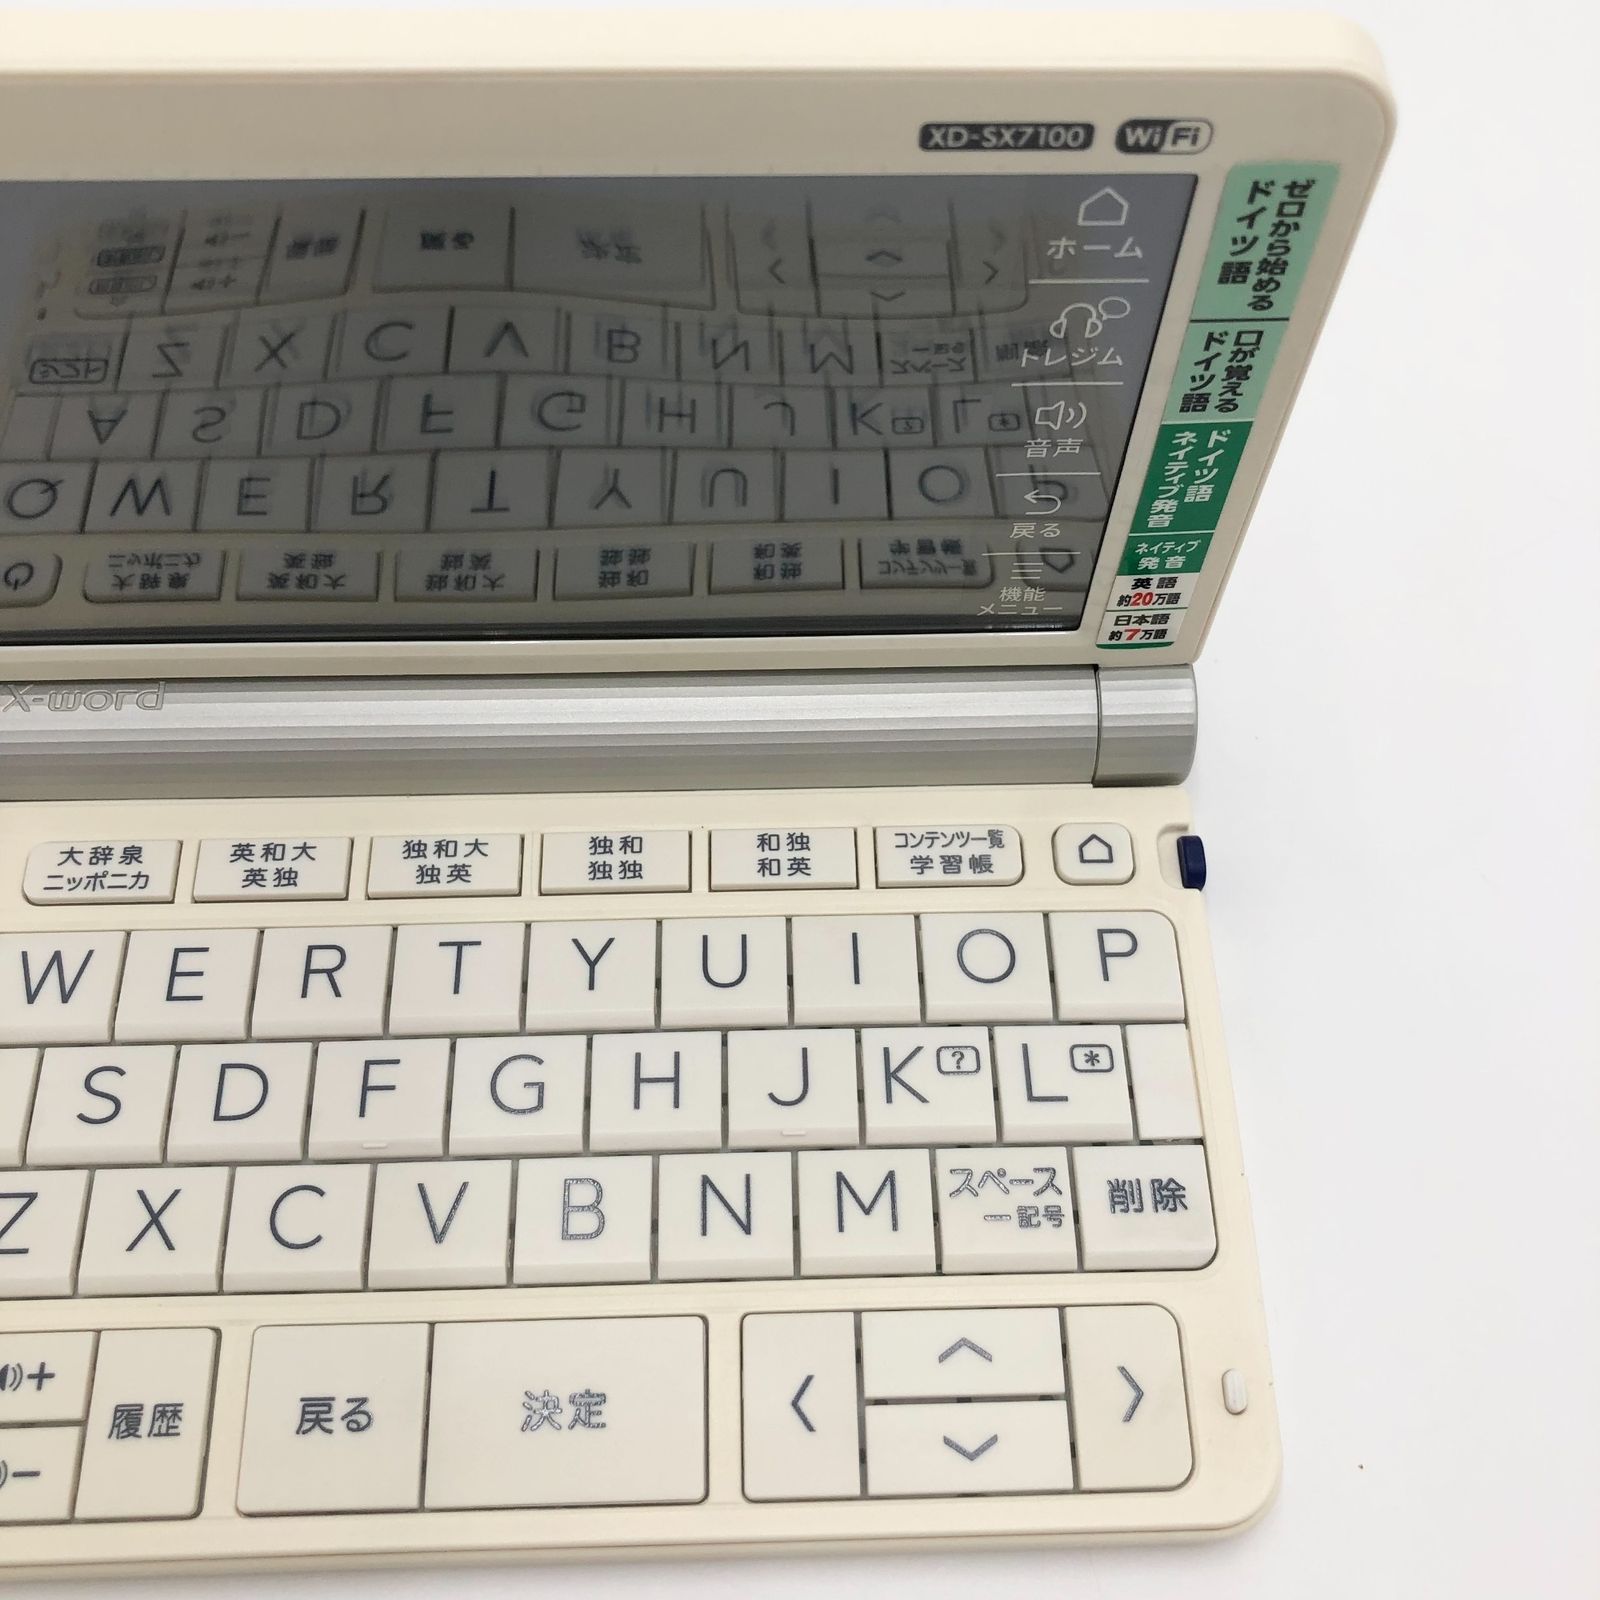 XD-SX7100 Wi Fi
ホーム
トレジム
音声
戻る
機能
メニュー
ゼロから始める
ドイツ語
口が覚える
ドイツ語
ドイツ語
ネイティブ発音
ネイティブ
発音
英語
約20万語
日本語
約7万語
X-word
大辞泉
ニッポニカ
英和大
英独
独和大
独英
独和
独独
和独
和英
コンテンツ一覧
学習帳
W E R T Y U I O P
S D F G H J K ? L *
Z X C V B N M スペース
ー記号
削除
+
-
履歴
戻る
決定